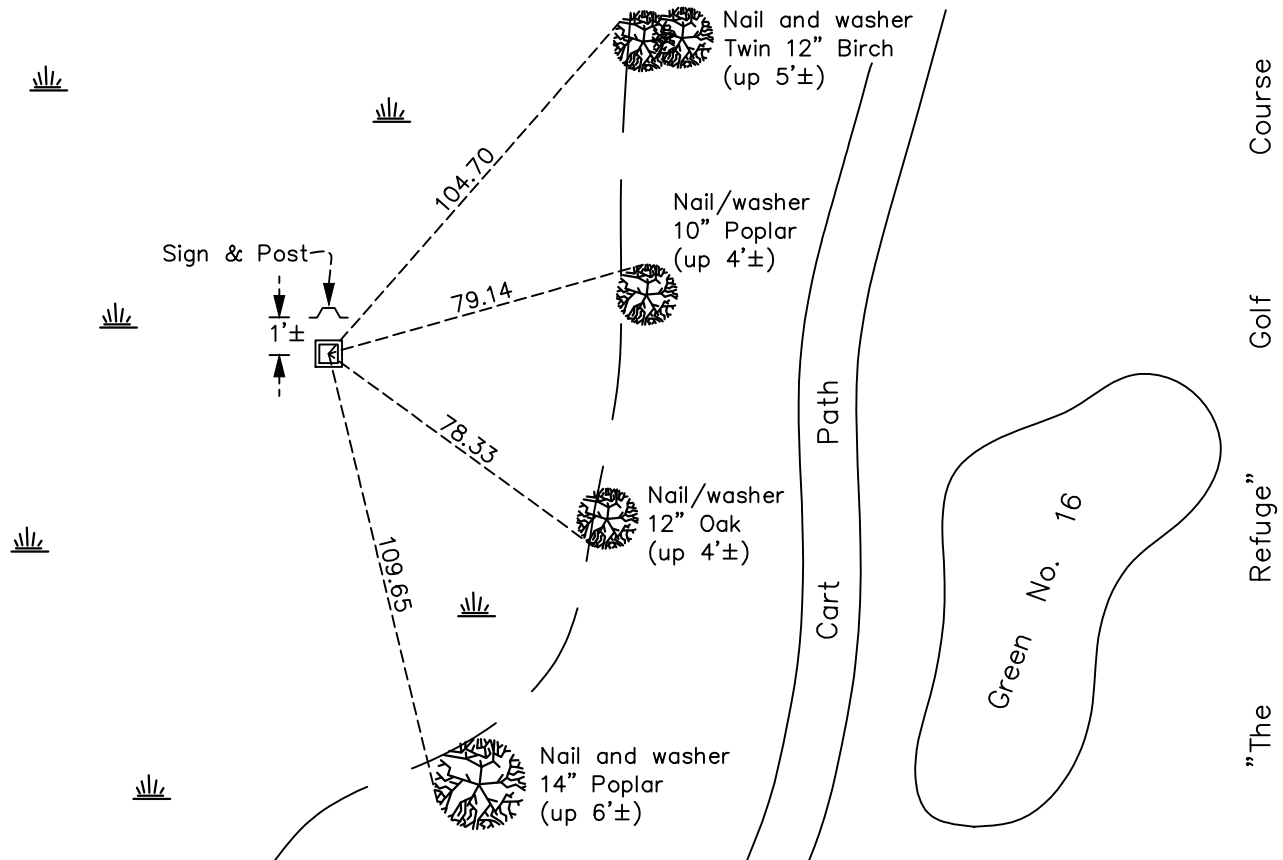 Nail and washer
Twin 12” Birch
(up 5'±)
104.70
Nail/washer
10” Poplar
(up 4'±)
Sign & Post
79.14
1'±
78.33
Nail/washer
12” Oak
(up 4'±)
109.65
Nail and washer
14” Poplar
(up 6'±)
Cart Path
Green No. 16
”The Refuge” Golf Course